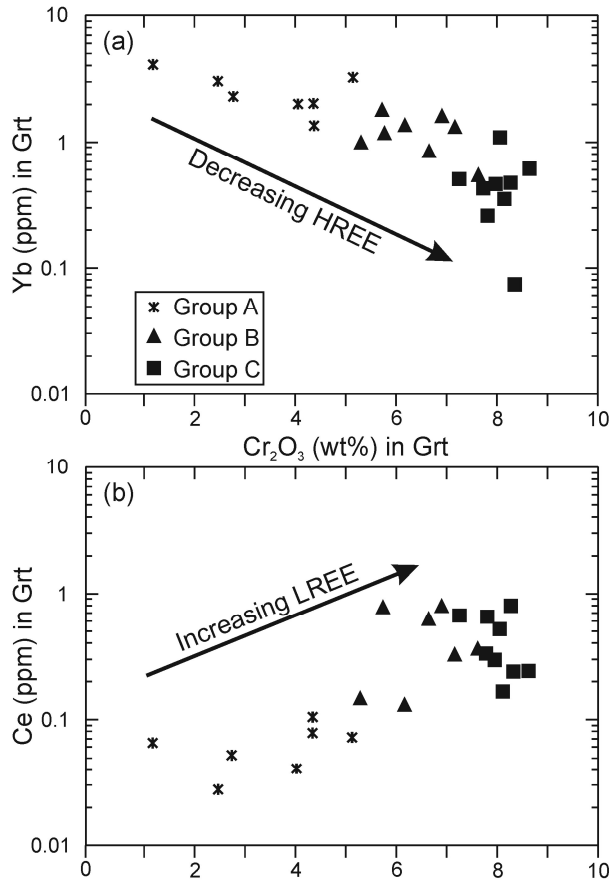 10
(a)
1
0.1
0.01
Yb (ppm) in Grt
Decreasing HREE
Group A
Group B
Group C
0 2 4 6 8 10
Cr₂O₃ (wt%) in Grt
10
(b)
1
0.1
0.01
Ce (ppm) in Grt
Increasing LREE
0 2 4 6 8 10